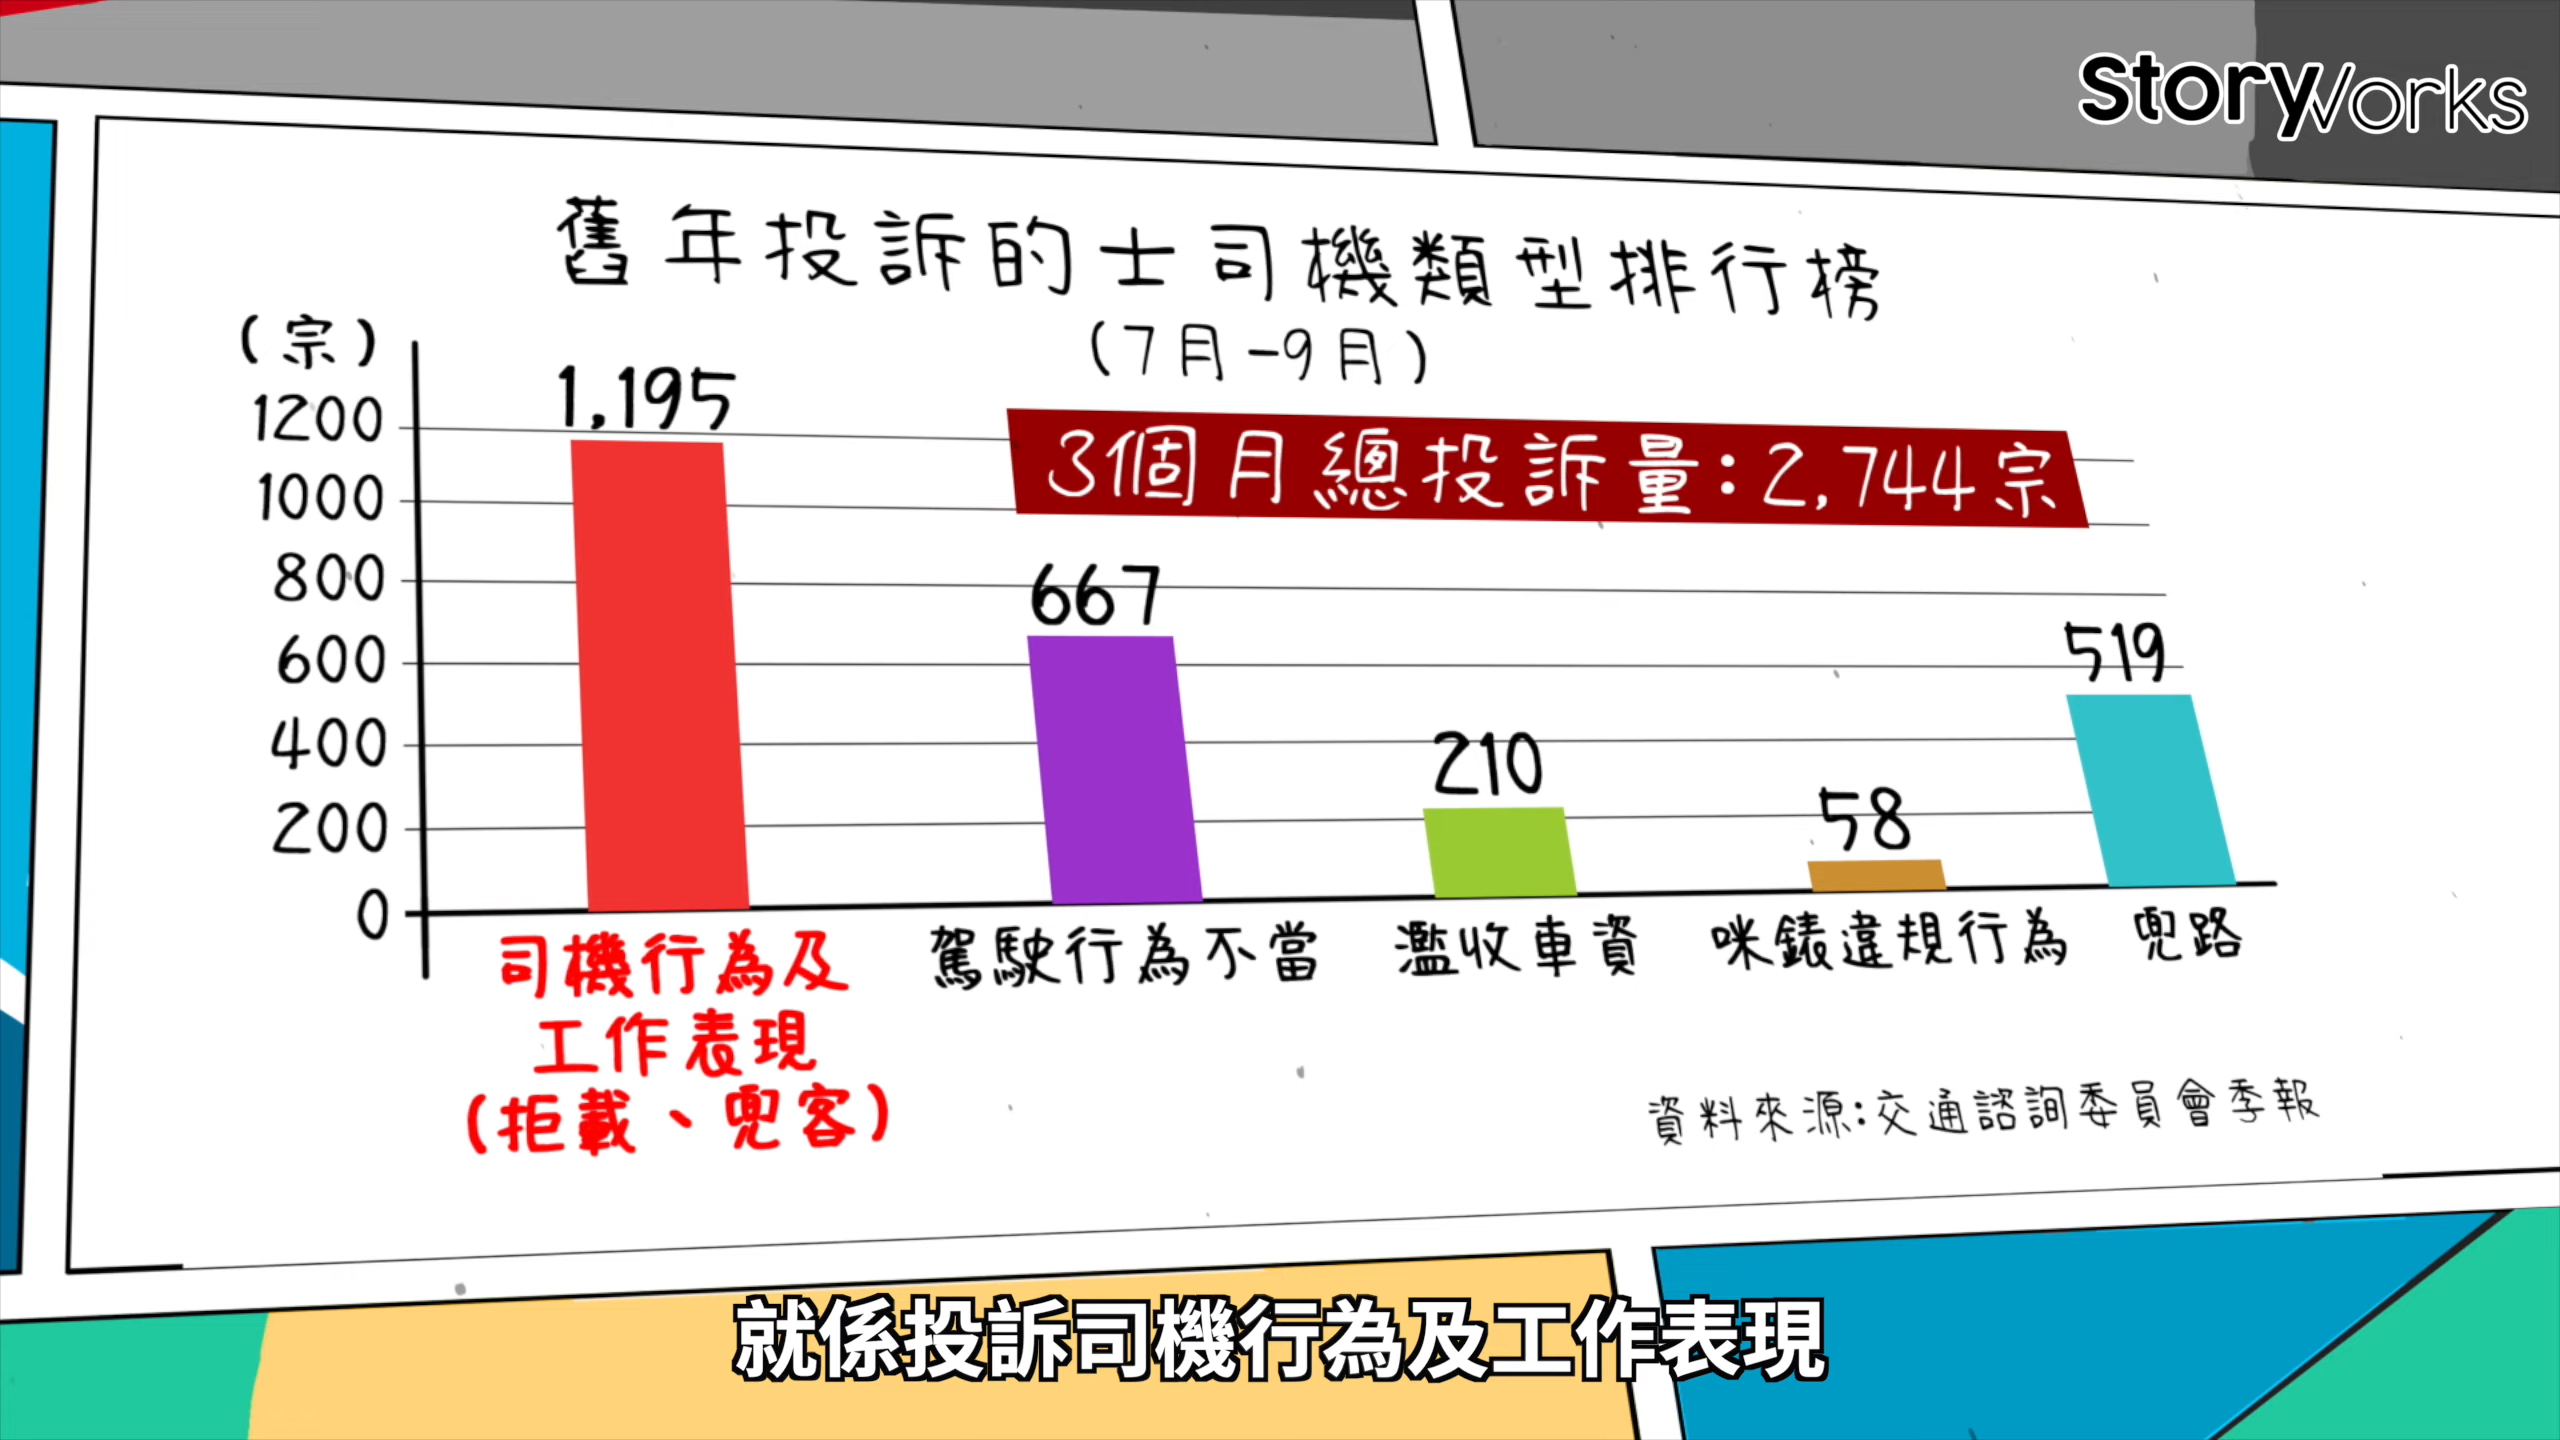 StoryWorks
舊年投訴的士司機類型排行榜
(7月-9月)
(宗)
1200
1000
800
600
400
200
0
1,195
3個月總投訴量:2,744宗
667
210
58
519
司機行為及
工作表現
(拒載、兜客)
駕駛行為不當
濫收車資
咪錶違規行為
兜路
資料來源:交通諮詢委員會季報
就係投訴司機行為及工作表現